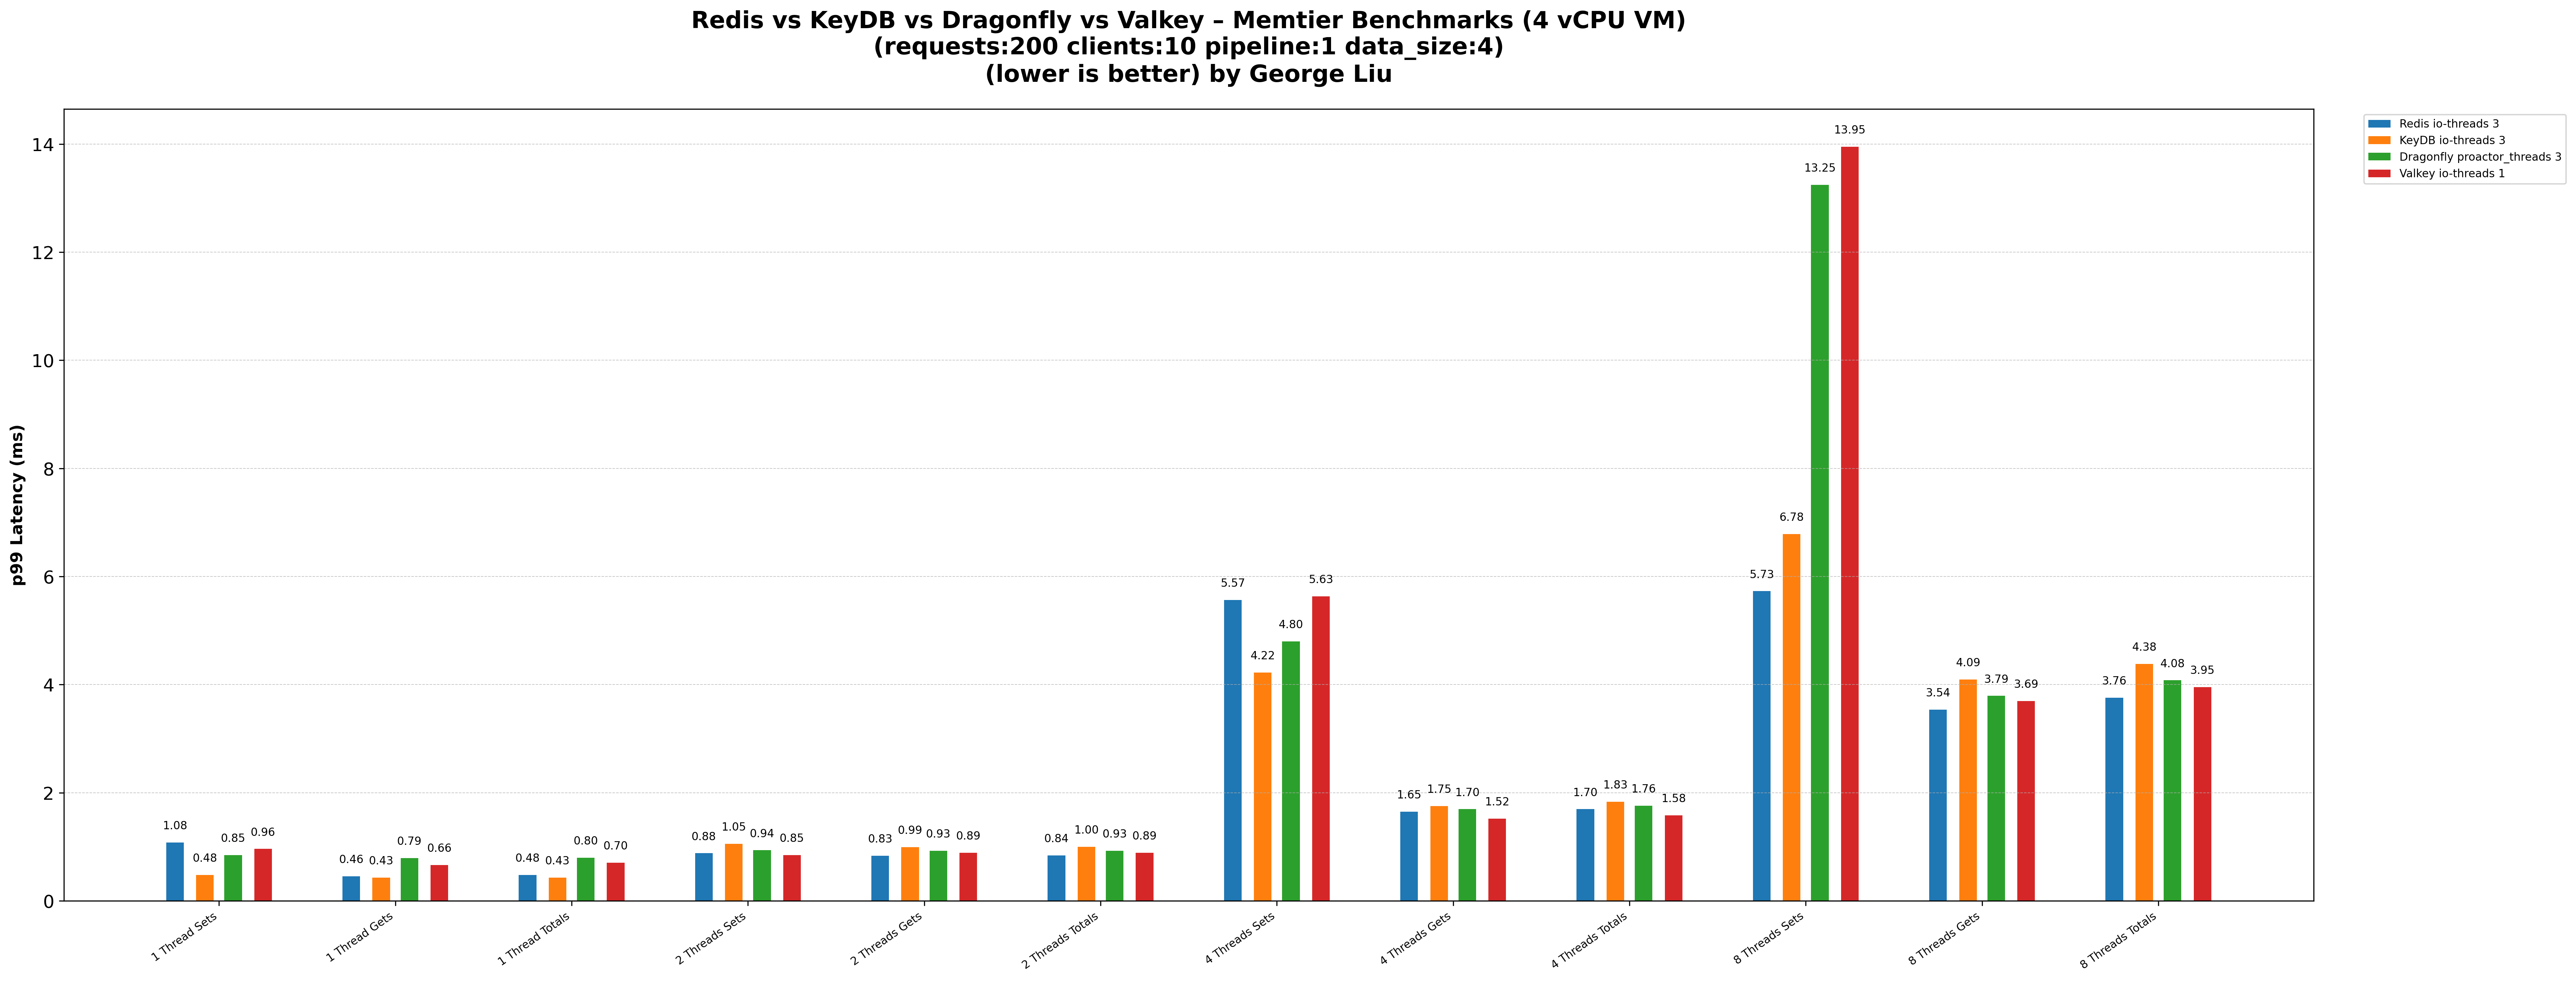 Redis vs KeyDB vs Dragonfly vs Valkey – Memtier Benchmarks (4 vCPU VM)
(requests:200 clients:10 pipeline:1 data_size:4)
(lower is better) by George Liu
p99 Latency (ms)
14
12
10
8
6
4
2
0
1.08
0.48
0.85
0.96
0.46
0.43
0.79
0.66
0.48
0.43
0.80
0.70
0.88
1.05
0.94
0.85
0.83
0.99
0.93
0.89
0.84
1.00
0.93
0.89
5.57
4.22
4.80
5.63
1.65
1.75
1.70
1.52
1.70
1.83
1.76
1.58
5.73
6.78
13.25
13.95
3.54
4.09
3.79
3.69
3.76
4.38
4.08
3.95
1 Thread Sets
1 Thread Gets
1 Thread Totals
2 Threads Sets
2 Threads Gets
2 Threads Totals
4 Threads Sets
4 Threads Gets
4 Threads Totals
8 Threads Sets
8 Threads Gets
8 Threads Totals
Redis io-threads 3
KeyDB io-threads 3
Dragonfly proactor_threads 3
Valkey io-threads 1